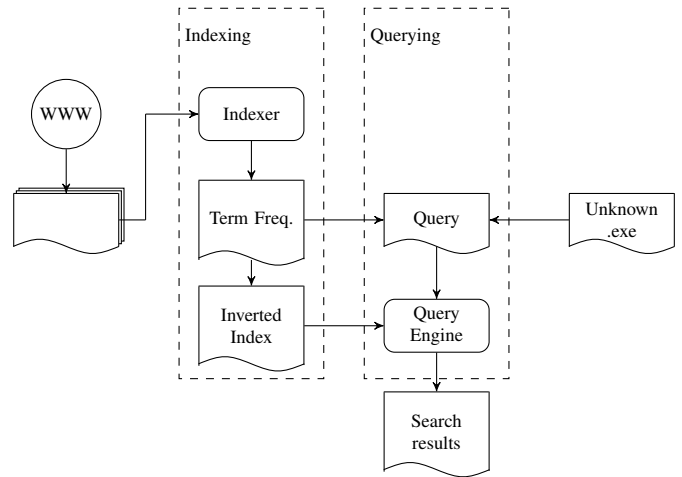 Indexing
Querying
WWW
Indexer
Term Freq.
Query
Unknown
.exe
Inverted
Index
Query
Engine
Search
results